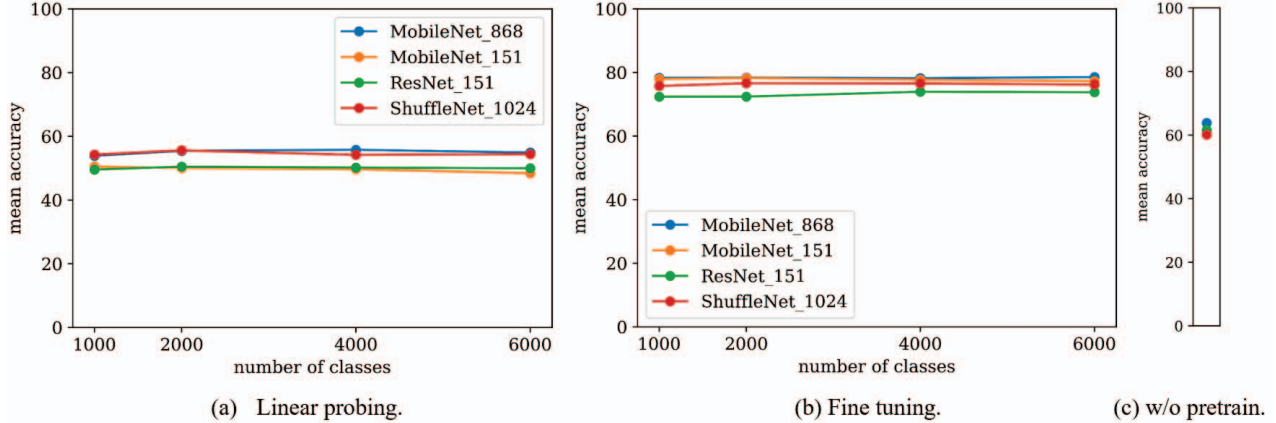 100
80
60
40
20
0
mean accuracy
MobileNet_868
MobileNet_151
ResNet_151
ShuffleNet_1024
1000 2000 4000 6000
number of classes
(a) Linear probing.
100
80
60
40
20
0
mean accuracy
MobileNet_868
MobileNet_151
ResNet_151
ShuffleNet_1024
1000 2000 4000 6000
number of classes
(b) Fine tuning.
100
80
60
40
20
0
mean accuracy
(c) w/o pretrain.